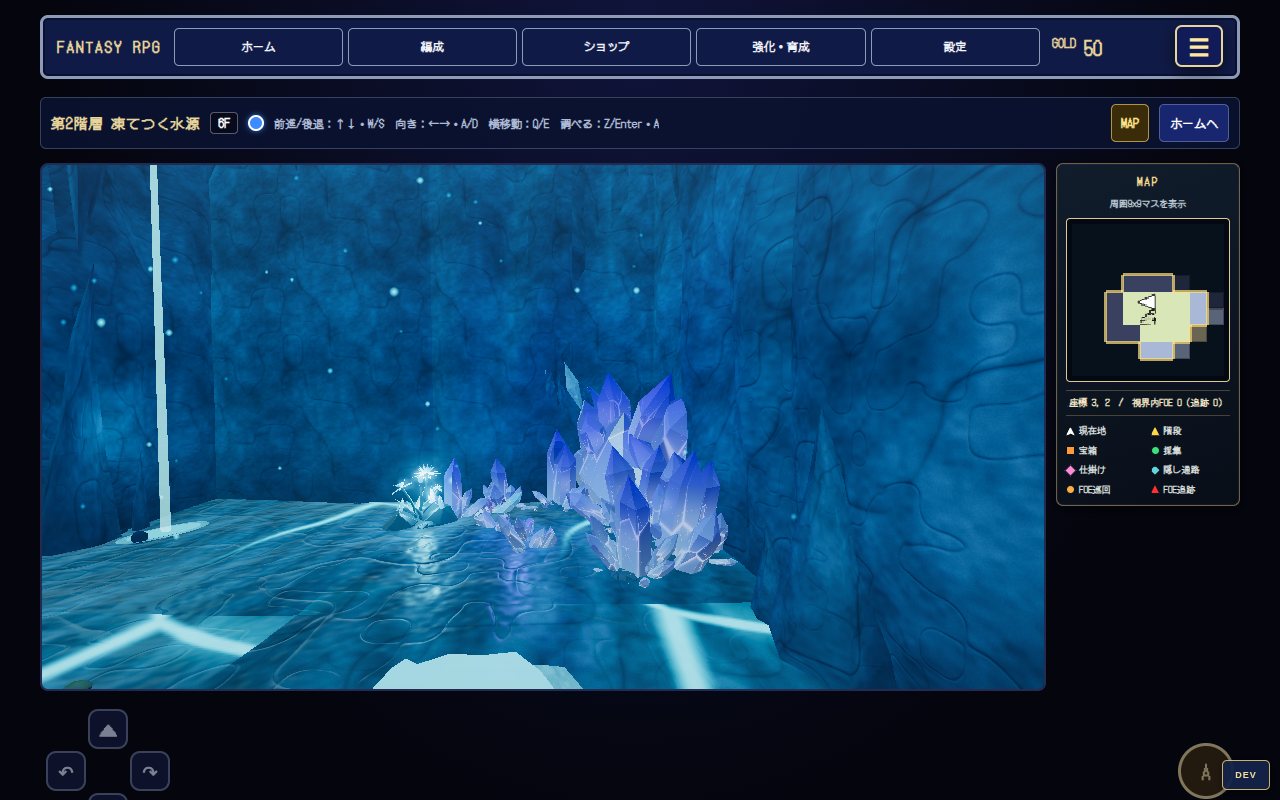 FANTASY RPG
ホーム
編成
ショップ
強化・育成
設定
GOLD 50
第2階層 凍てつく水源
6F
前進/後退：↑↓・W/S 向き：←→・A/D 横移動：Q/E 調べる：Z/Enter・A
MAP
ホームへ
MAP
周囲9x9マスを表示
座標 3, 2 / 視界内FOE 0（追跡 0）
現在地
階段
宝箱
採集
仕掛け
隠し通路
FOE巡回
FOE追跡
A
DEV